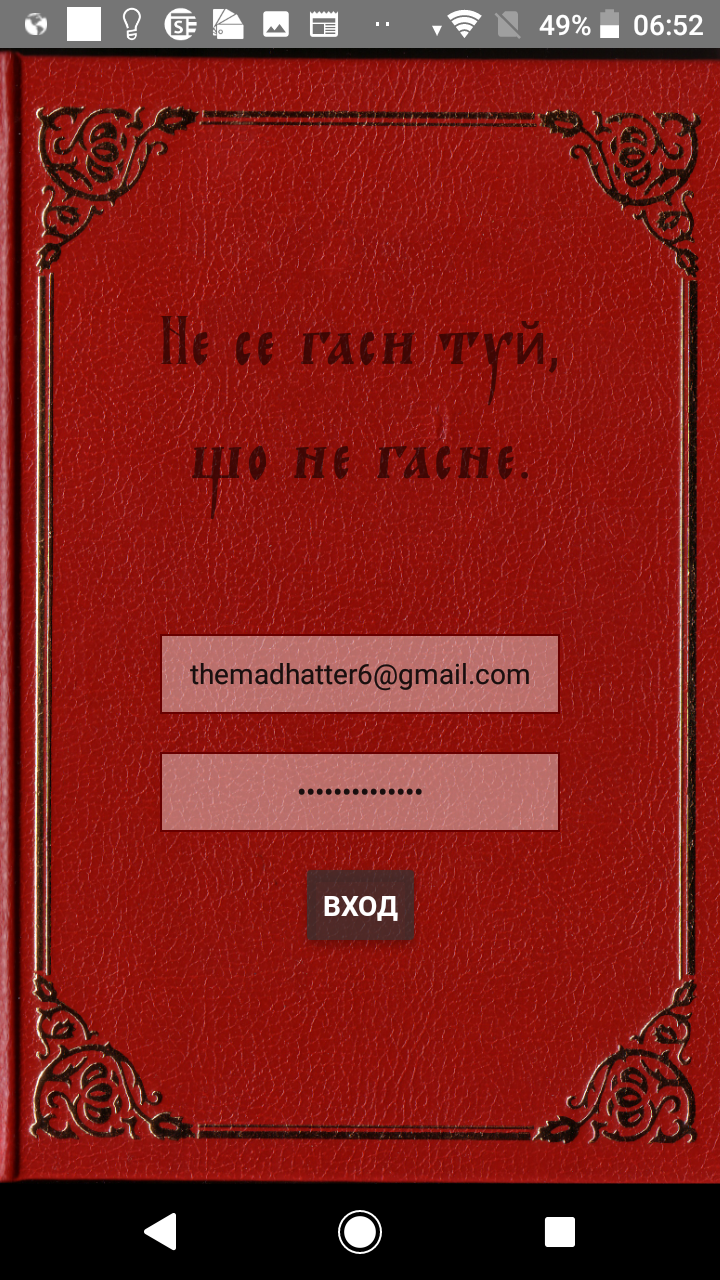 49% 06:52
Не се гаси туй,
що не гасне.
themadhatter6@gmail.com
••••••••••••••
ВХОД